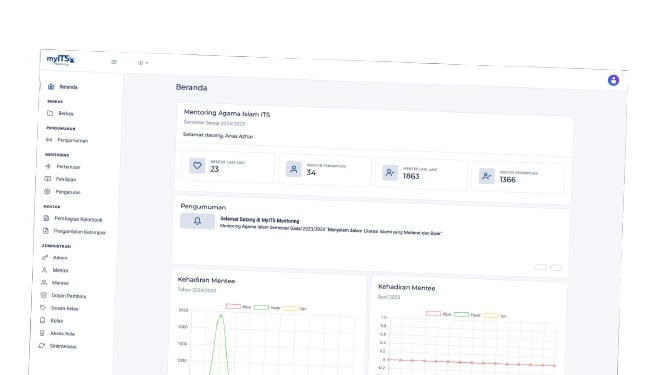 myITS
Beranda
BERKAS
Berkas
PENGUMUMAN
Pengumuman
MENTORING
Pertemuan
Penilaian
Pengaturan
MENTOR
Pembagian Kelompok
Pengambilan Kelompok
ADMINISTRASI
Admin
Mentor
Mentee
Dosen Pembina
Dosen Kelas
Kelas
Akses Role
Sinkronisasi
Beranda
Mentoring Agama Islam ITS
Semester Genap 2024/2025
Selamat datang, Anas Azhar
MENTOR LAKI-LAKI
23
MENTOR PEREMPUAN
34
MENTEE LAKI-LAKI
1863
MENTEE PEREMPUAN
1366
Pengumuman
Selamat Datang di MyITS Mentoring
Mentoring Agama Islam Semester Gasal 2023/2024 "Menyelam dalam Literasi Islami yang Moderat dan Bijak"
Kehadiran Mentee
Tahun 2024/2025
Alpa Hadir Izin
2500
2000
1500
1000
Kehadiran Mentee
April 2025
Alpa Hadir Izin
1.0
0.8
0.6
0.4
0.2
0
-0.2